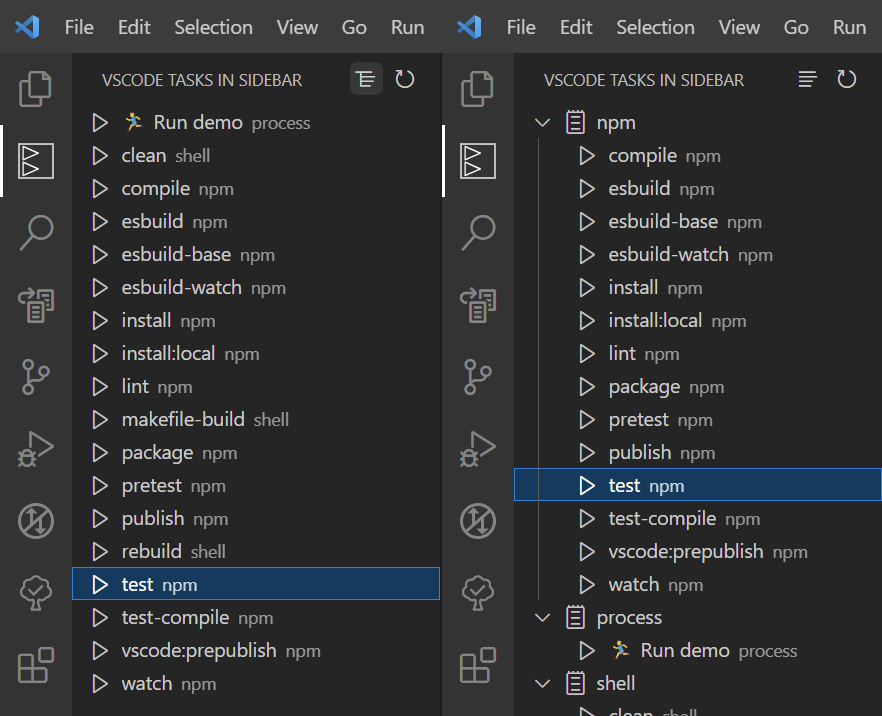 File Edit Selection View Go Run
VSCODE TASKS IN SIDEBAR
Run demo process
clean shell
compile npm
esbuild npm
esbuild-base npm
esbuild-watch npm
install npm
install:local npm
lint npm
makefile-build shell
package npm
pretest npm
publish npm
rebuild shell
test npm
test-compile npm
vscode:prepublish npm
watch npm
File Edit Selection View Go Run
VSCODE TASKS IN SIDEBAR
npm
compile npm
esbuild npm
esbuild-base npm
esbuild-watch npm
install npm
install:local npm
lint npm
package npm
pretest npm
publish npm
test npm
test-compile npm
vscode:prepublish npm
watch npm
process
Run demo process
shell
clean shell